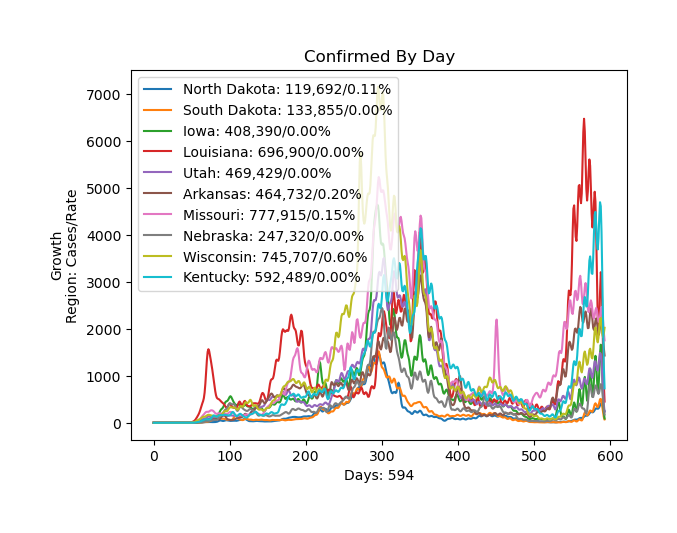 Confirmed By Day
Growth
Region: Cases/Rate
7000
6000
5000
4000
3000
2000
1000
0
North Dakota: 119,692/0.11%
South Dakota: 133,855/0.00%
Iowa: 408,390/0.00%
Louisiana: 696,900/0.00%
Utah: 469,429/0.00%
Arkansas: 464,732/0.20%
Missouri: 777,915/0.15%
Nebraska: 247,320/0.00%
Wisconsin: 745,707/0.60%
Kentucky: 592,489/0.00%
0 100 200 300 400 500 600
Days: 594